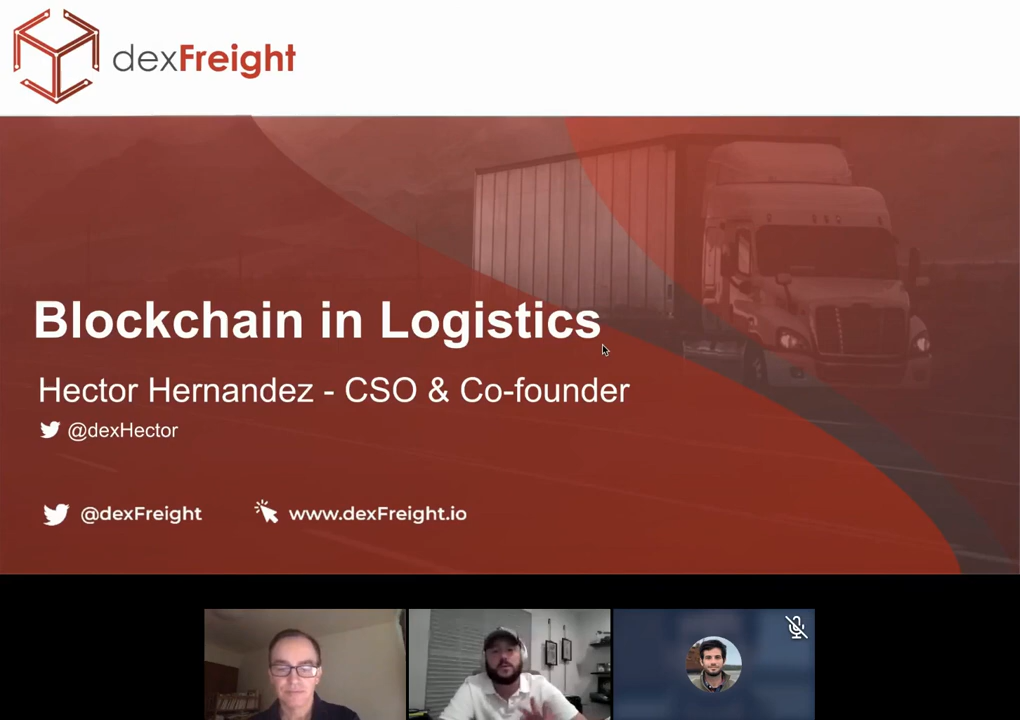 dexFreight
Blockchain in Logistics
Hector Hernandez - CSO & Co-founder
@dexHector
@dexFreight www.dexFreight.io